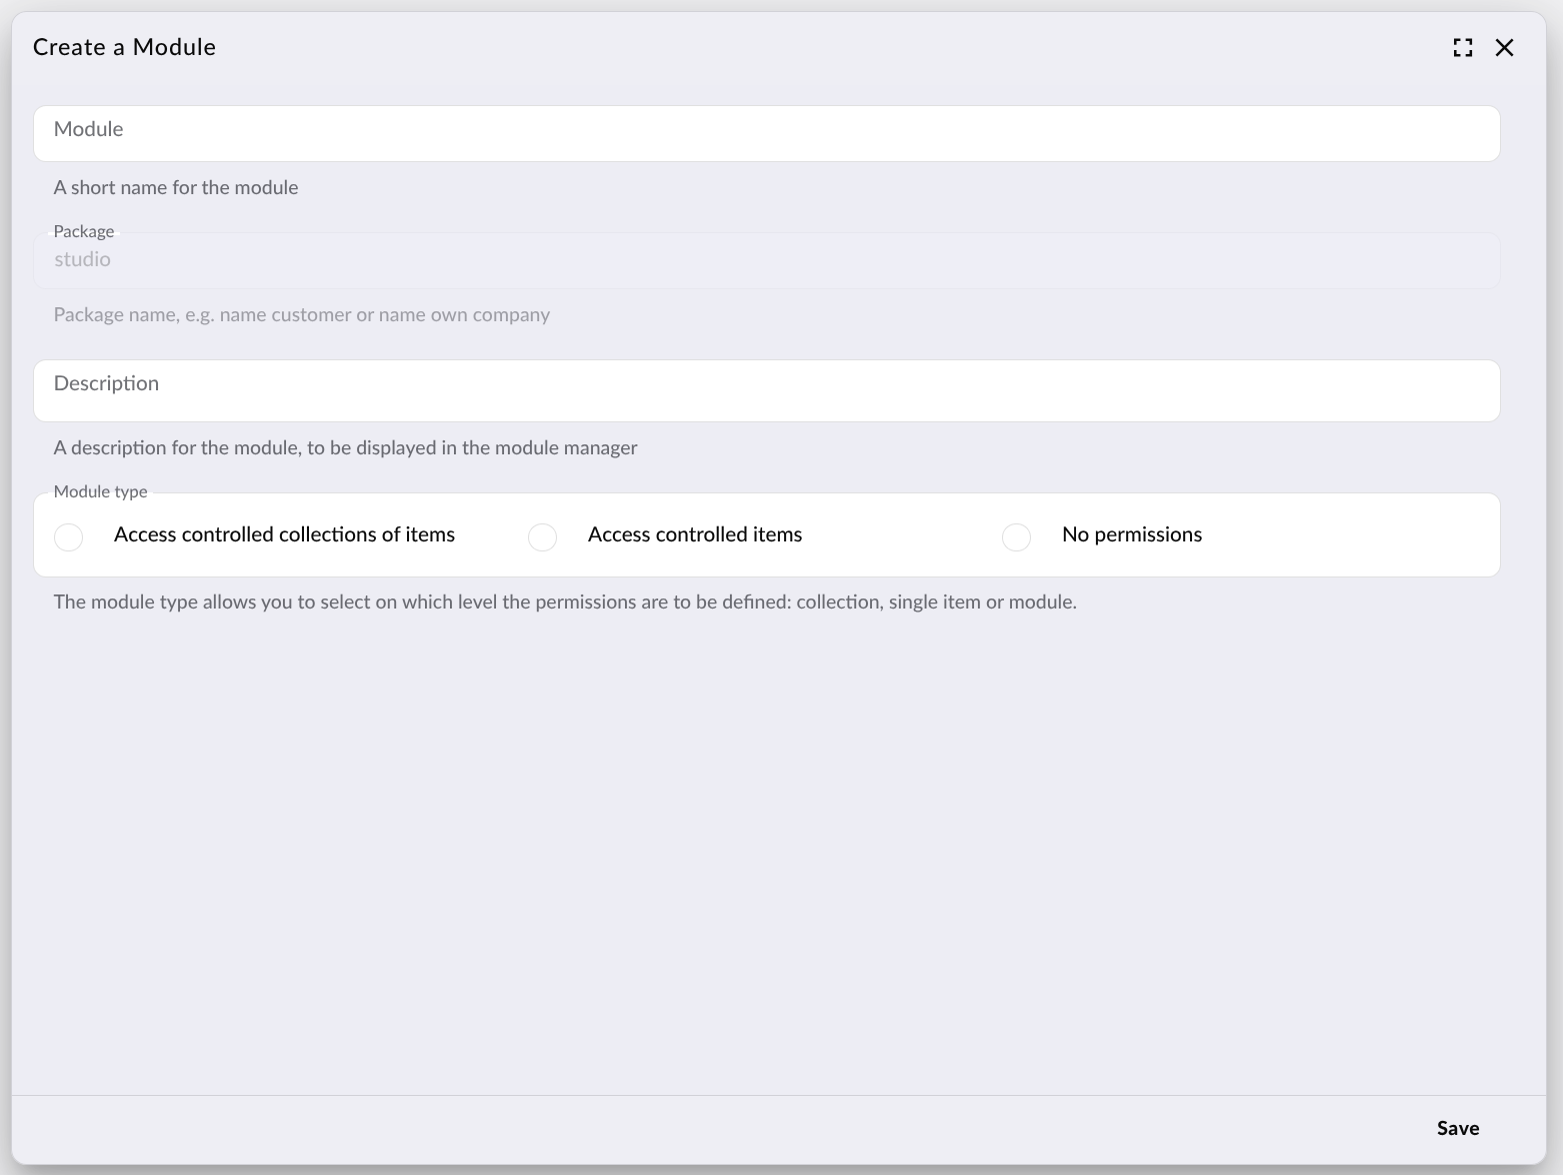 Create a Module
Module
A short name for the module
Package
studio
Package name, e.g. name customer or name own company
Description
A description for the module, to be displayed in the module manager
Module type
Access controlled collections of items Access controlled items No permissions
The module type allows you to select on which level the permissions are to be defined: collection, single item or module.
Save